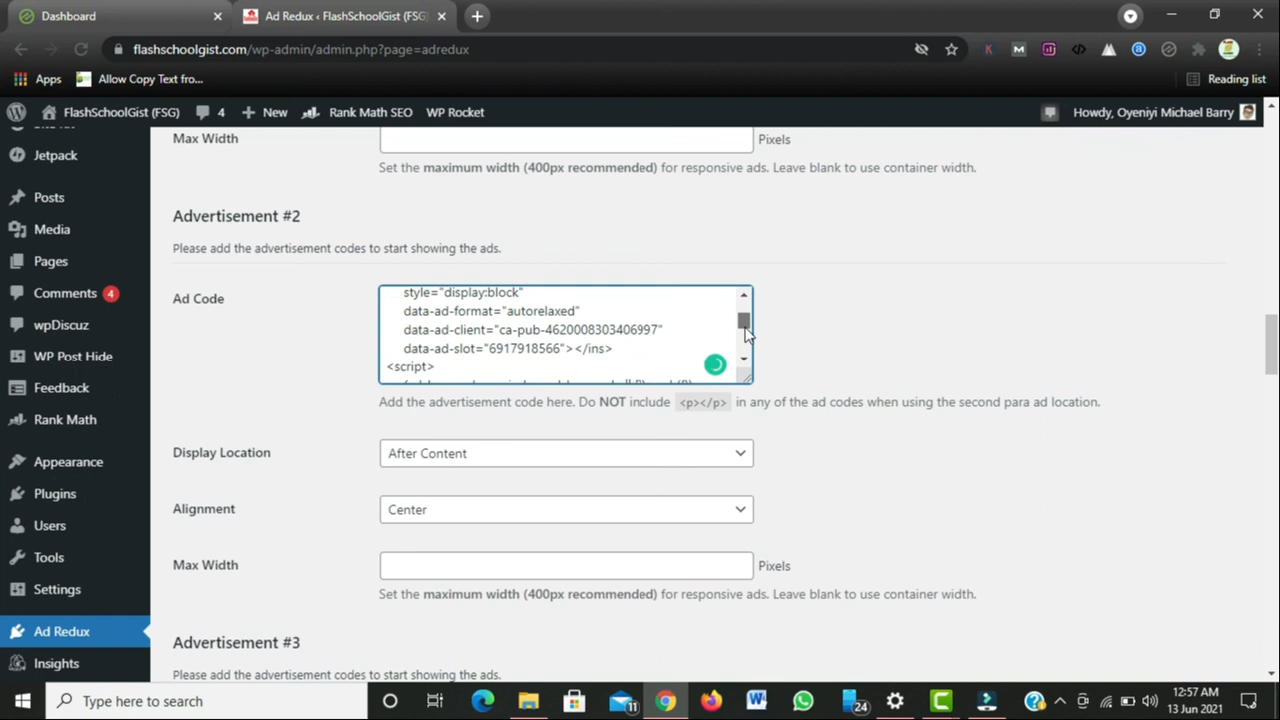 Dashboard
Ad Redux ‹ FlashSchoolGist (FSG)
flashschoolgist.com/wp-admin/admin.php?page=adredux
Apps
Allow Copy Text fro...
Reading list
FlashSchoolGist (FSG)
4
New
Rank Math SEO
WP Rocket
Howdy, Oyeniyi Michael Barry
Jetpack
Posts
Media
Pages
Comments 4
wpDiscuz
WP Post Hide
Feedback
Rank Math
Appearance
Plugins
Users
Tools
Settings
Ad Redux
Insights
Max Width
Pixels
Set the maximum width (400px recommended) for responsive ads. Leave blank to use container width.
Advertisement #2
Please add the advertisement codes to start showing the ads.
Ad Code
style="display:block"
data-ad-format="autorelaxed"
data-ad-client="ca-pub-4620008303406997"
data-ad-slot="6917918566"></ins>
<script>
Add the advertisement code here. Do NOT include <p></p> in any of the ad codes when using the second para ad location.
Display Location
After Content
Alignment
Center
Max Width
Pixels
Set the maximum width (400px recommended) for responsive ads. Leave blank to use container width.
Advertisement #3
Please add the advertisement codes to start showing the ads.
Type here to search
11
24
12:57 AM
13 Jun 2021